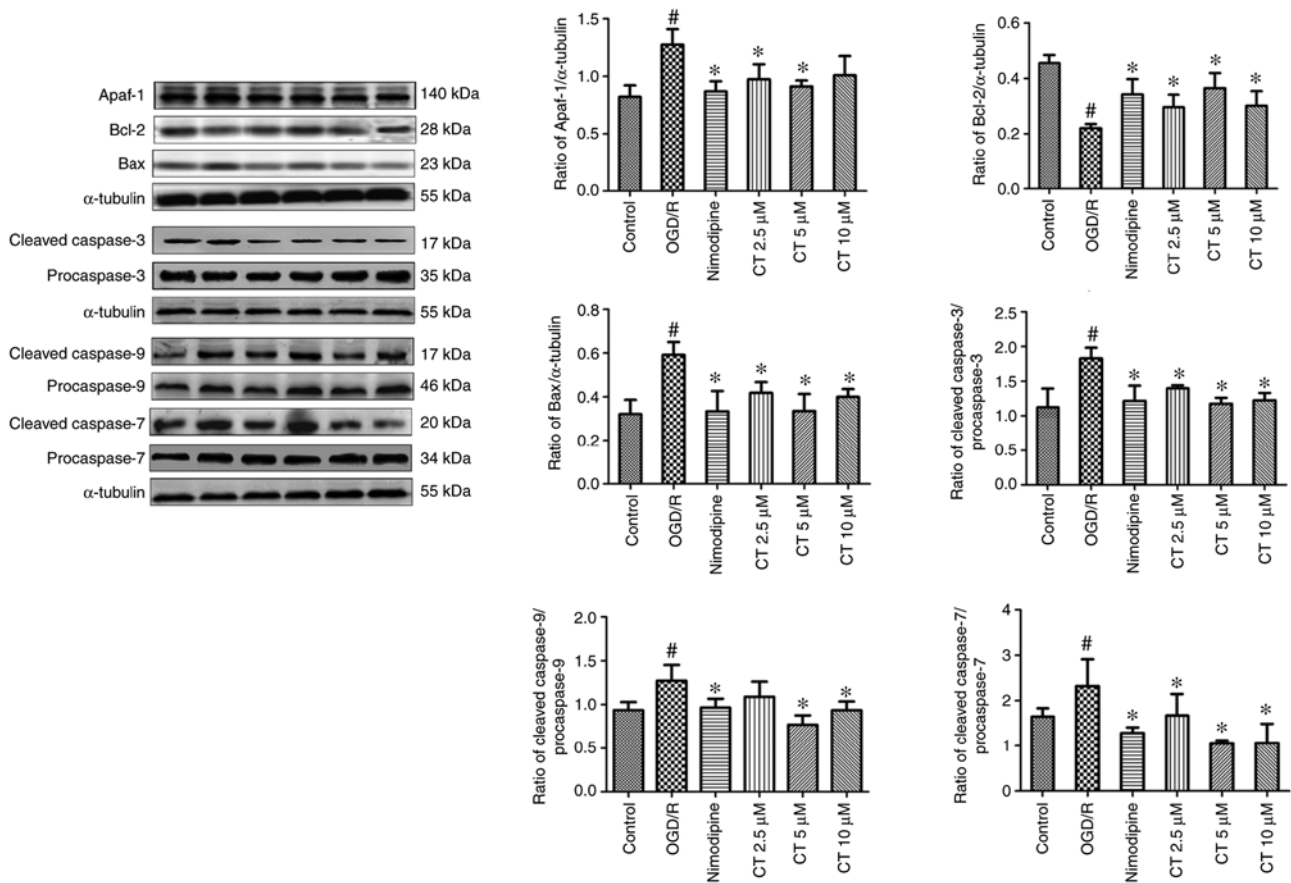 Apaf-1 140 kDa
Bcl-2 28 kDa
Bax 23 kDa
α-tubulin 55 kDa
Cleaved caspase-3 17 kDa
Procaspase-3 35 kDa
α-tubulin 55 kDa
Cleaved caspase-9 17 kDa
Procaspase-9 46 kDa
Cleaved caspase-7 20 kDa
Procaspase-7 34 kDa
α-tubulin 55 kDa
Ratio of Apaf-1/α-tubulin
1.5
1.0
0.5
0.0
#
*
*
*
Control
OGD/R
Nimodipine
CT 2.5 μM
CT 5 μM
CT 10 μM
Ratio of Bcl-2/α-tubulin
0.6
0.4
0.2
0.0
#
*
*
*
*
Control
OGD/R
Nimodipine
CT 2.5 μM
CT 5 μM
CT 10 μM
Ratio of Bax/α-tubulin
0.8
0.6
0.4
0.2
0.0
#
*
*
*
*
Control
OGD/R
Nimodipine
CT 2.5 μM
CT 5 μM
CT 10 μM
Ratio of cleaved caspase-3/
procaspase-3
2.5
2.0
1.5
1.0
0.5
0.0
#
*
*
*
*
Control
OGD/R
Nimodipine
CT 2.5 μM
CT 5 μM
CT 10 μM
Ratio of cleaved caspase-9/
procaspase-9
2.0
1.5
1.0
0.5
0.0
#
*
*
*
Control
OGD/R
Nimodipine
CT 2.5 μM
CT 5 μM
CT 10 μM
Ratio of cleaved caspase-7/
procaspase-7
4
3
2
1
0
#
*
*
*
*
Control
OGD/R
Nimodipine
CT 2.5 μM
CT 5 μM
CT 10 μM